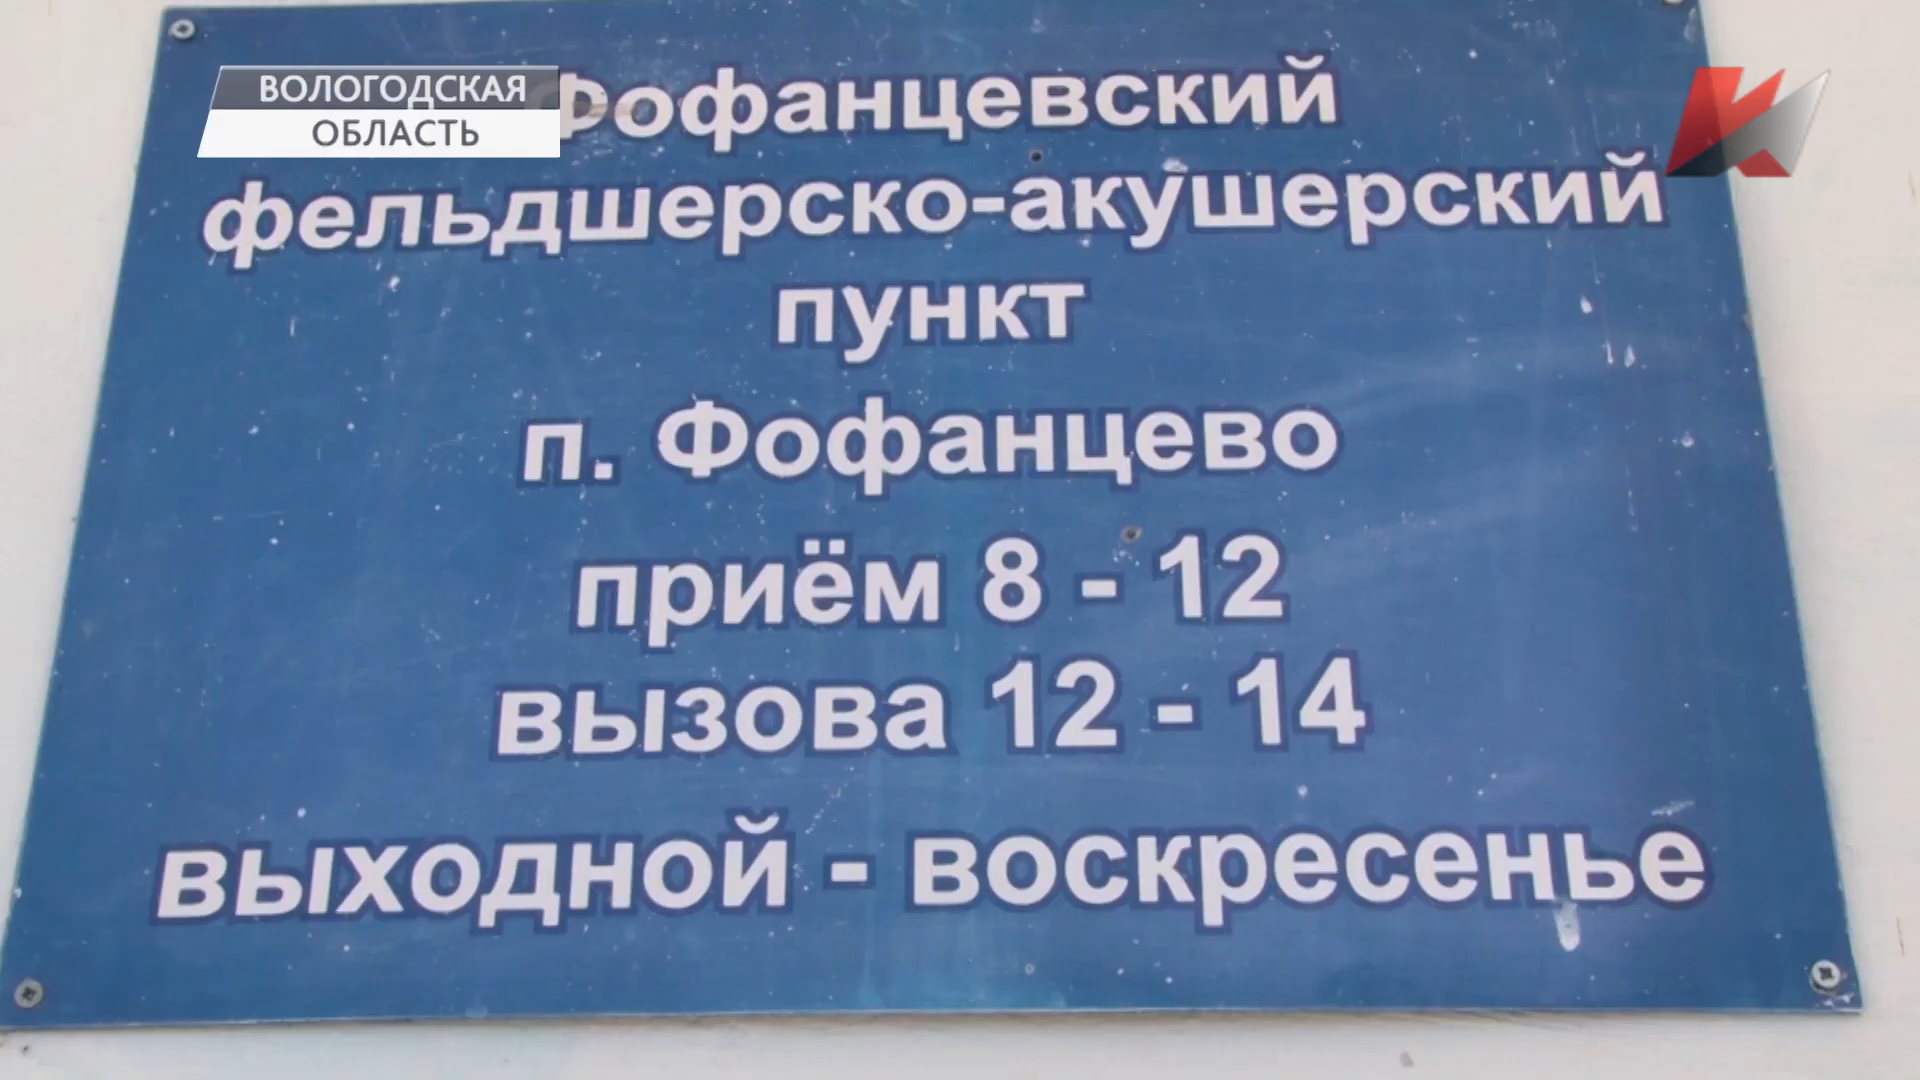 ВОЛОГОДСКАЯ
ОБЛАСТЬ
Фофанцевский
фельдшерско-акушерский
пункт
п. Фофанцево
приём 8 - 12
вызова 12 - 14
выходной - воскресенье